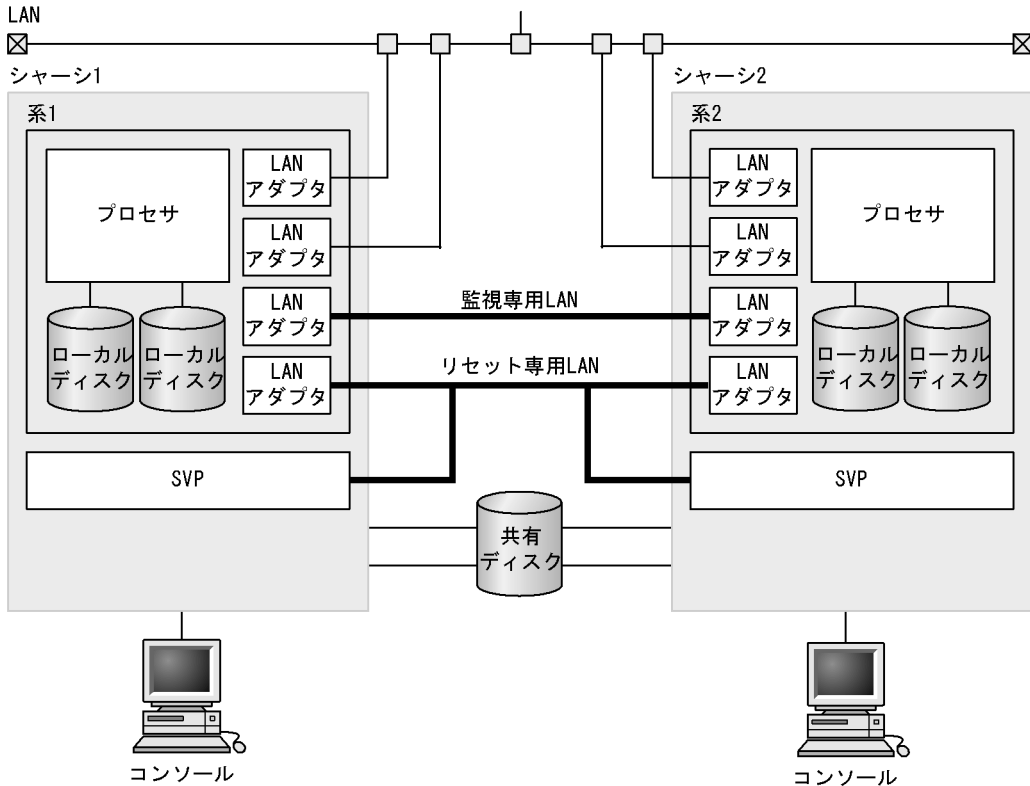 LAN
シャーシ1
シャーシ2
系1
系2
プロセサ
LAN
アダプタ
LAN
アダプタ
LAN
アダプタ
LAN
アダプタ
ローカル
ディスク
ローカル
ディスク
SVP
監視専用LAN
リセット専用LAN
LAN
アダプタ
LAN
アダプタ
LAN
アダプタ
LAN
アダプタ
プロセサ
ローカル
ディスク
ローカル
ディスク
SVP
共有
ディスク
コンソール
コンソール